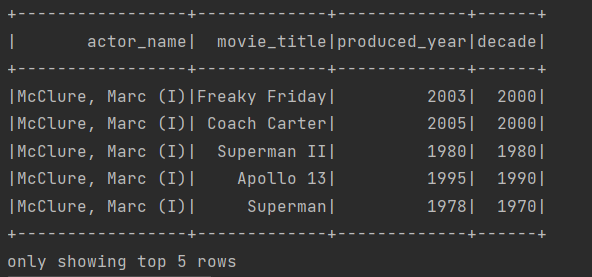 +-----------------+-------------+-------------+------+
|       actor_name|  movie_title|produced_year|decade|
+-----------------+-------------+-------------+------+
|McClure, Marc (I)|Freaky Friday|         2003|  2000|
|McClure, Marc (I)| Coach Carter|         2005|  2000|
|McClure, Marc (I)|  Superman II|         1980|  1980|
|McClure, Marc (I)|    Apollo 13|         1995|  1990|
|McClure, Marc (I)|     Superman|         1978|  1970|
+-----------------+-------------+-------------+------+
only showing top 5 rows